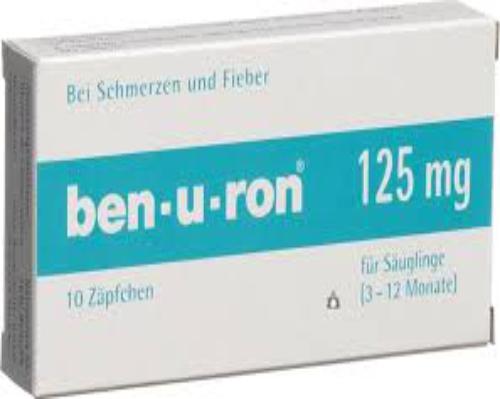 Bei Schmerzen und Fieber
ben-u-ron® 125 mg
10 Zäpfchen
für Säuglinge
(3-12 Monate)